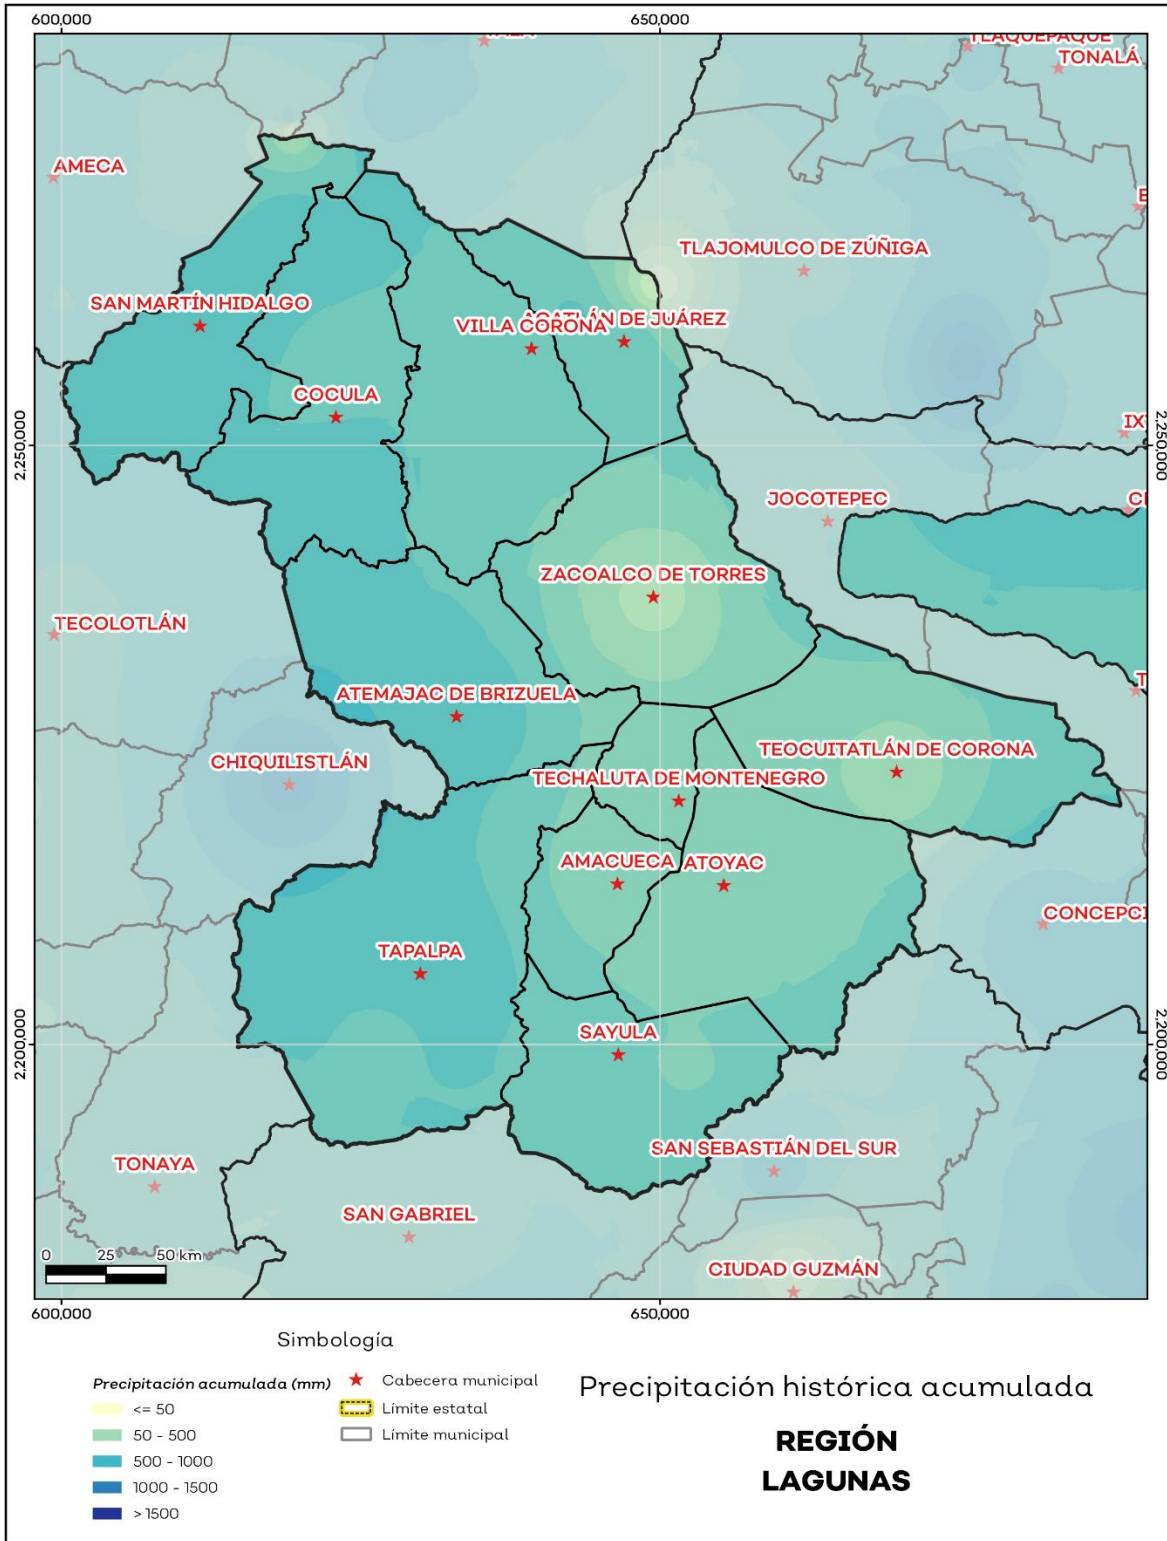 600,000
650,000
TLAQUEPAQUE
TONALÁ
AMECA
TLAJOMULCO DE ZÚÑIGA
SAN MARTÍN HIDALGO
VILLA CORONA
DE JUÁREZ
COCULA
2,250,000
2,250,000
JOCOTEPEC
ZACOALCO DE TORRES
TECOLOTLÁN
ATEMAJAC DE BRIZUELA
CHIQUILISTLÁN
TEOCUITATLÁN DE CORONA
TECHALUTA DE MONTENEGRO
AMACUECA
ATOYAC
CONCEPCI
TAPALPA
SAYULA
2,200,000
2,200,000
SAN SEBASTIÁN DEL SUR
TONAYA
SAN GABRIEL
CIUDAD GUZMÁN
0 25 50 km
600,000
650,000
Simbología
Precipitación acumulada (mm)
<= 50
50 - 500
500 - 1000
1000 - 1500
> 1500
Cabecera municipal
Límite estatal
Límite municipal
Precipitación histórica acumulada
REGIÓN
LAGUNAS